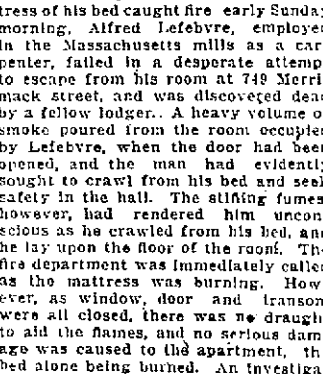 tress of his bed caught fire early Sunday
morning, Alfred Lefebvre, employed
in the Massachusetts mills as a car-
penter, failed in a desperate attemp
to escape from his room at 749 Merri
mack street, and was discovered dead
by a fellow lodger.. A heavy volume o
smoke poured from the room occupied
by Lefebvre, when the door had been
opened, and the man had evidently
sought to crawl from his bed and seek
safety in the hall. The stifling fumes
however, had rendered him uncon
scious as he crawled from his bed, and
he lay upon the floor of the room. The
fire department was immediately called
as the mattress was burning. How
ever, as window, door and transom
were all closed, there was no draugh
to aid the flames, and no serious dam
age was caused to the apartment, th
bed alone being burned. An investiga